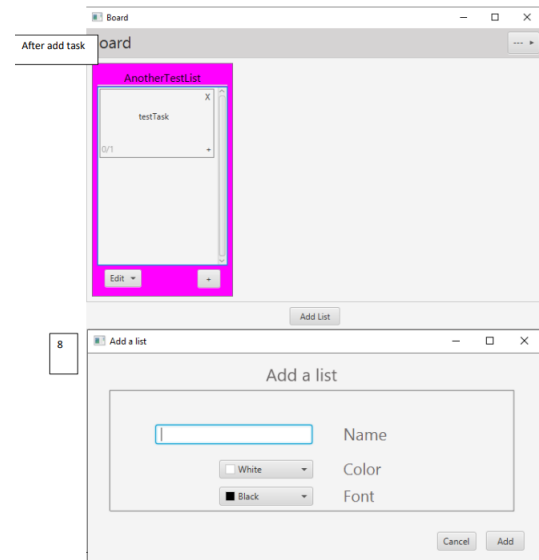 Board
After add task
oard
--- ▸
AnotherTestList
X
testTask
0/1
+
Edit
+
Add List
8
Add a list
Add a list
Name
White
Color
Black
Font
Cancel
Add